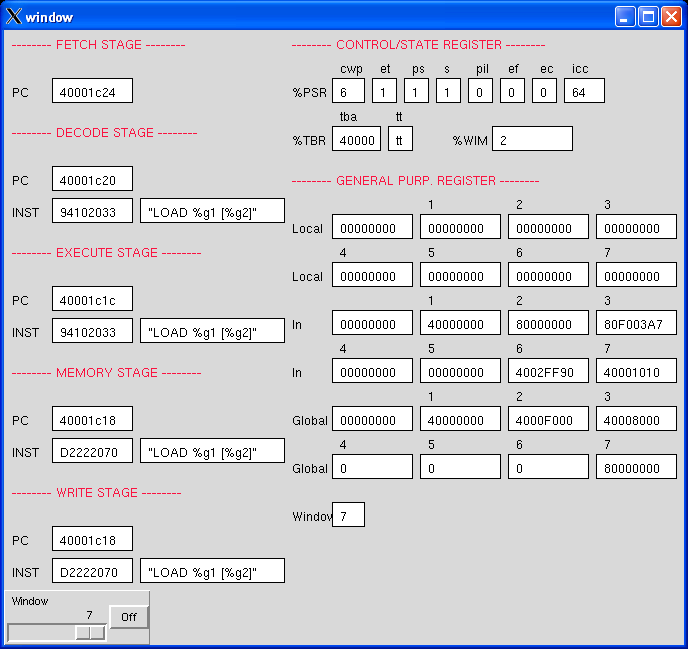 window
-------- FETCH STAGE --------
PC 40001c24
-------- DECODE STAGE --------
PC 40001c20
INST 94102033 "LOAD %g1 [%g2]"
-------- EXECUTE STAGE --------
PC 40001c1c
INST 94102033 "LOAD %g1 [%g2]"
-------- MEMORY STAGE --------
PC 40001c18
INST D2222070 "LOAD %g1 [%g2]"
-------- WRITE STAGE --------
PC 40001c18
INST D2222070 "LOAD %g1 [%g2]"
Window
7
Off
-------- CONTROL/STATE REGISTER --------
cwp et ps s pil ef ec icc
%PSR 6 1 1 1 0 0 0 64
tba tt
%TBR 40000 tt %WIM 2
-------- GENERAL PURP. REGISTER --------
1 2 3
Local 00000000 00000000 00000000 00000000
4 5 6 7
Local 00000000 00000000 00000000 00000000
1 2 3
In 00000000 40000000 80000000 80F003A7
4 5 6 7
In 00000000 00000000 4002FF90 40001010
1 2 3
Global 00000000 40000000 4000F000 40008000
4 5 6 7
Global 0 0 0 80000000
Window 7